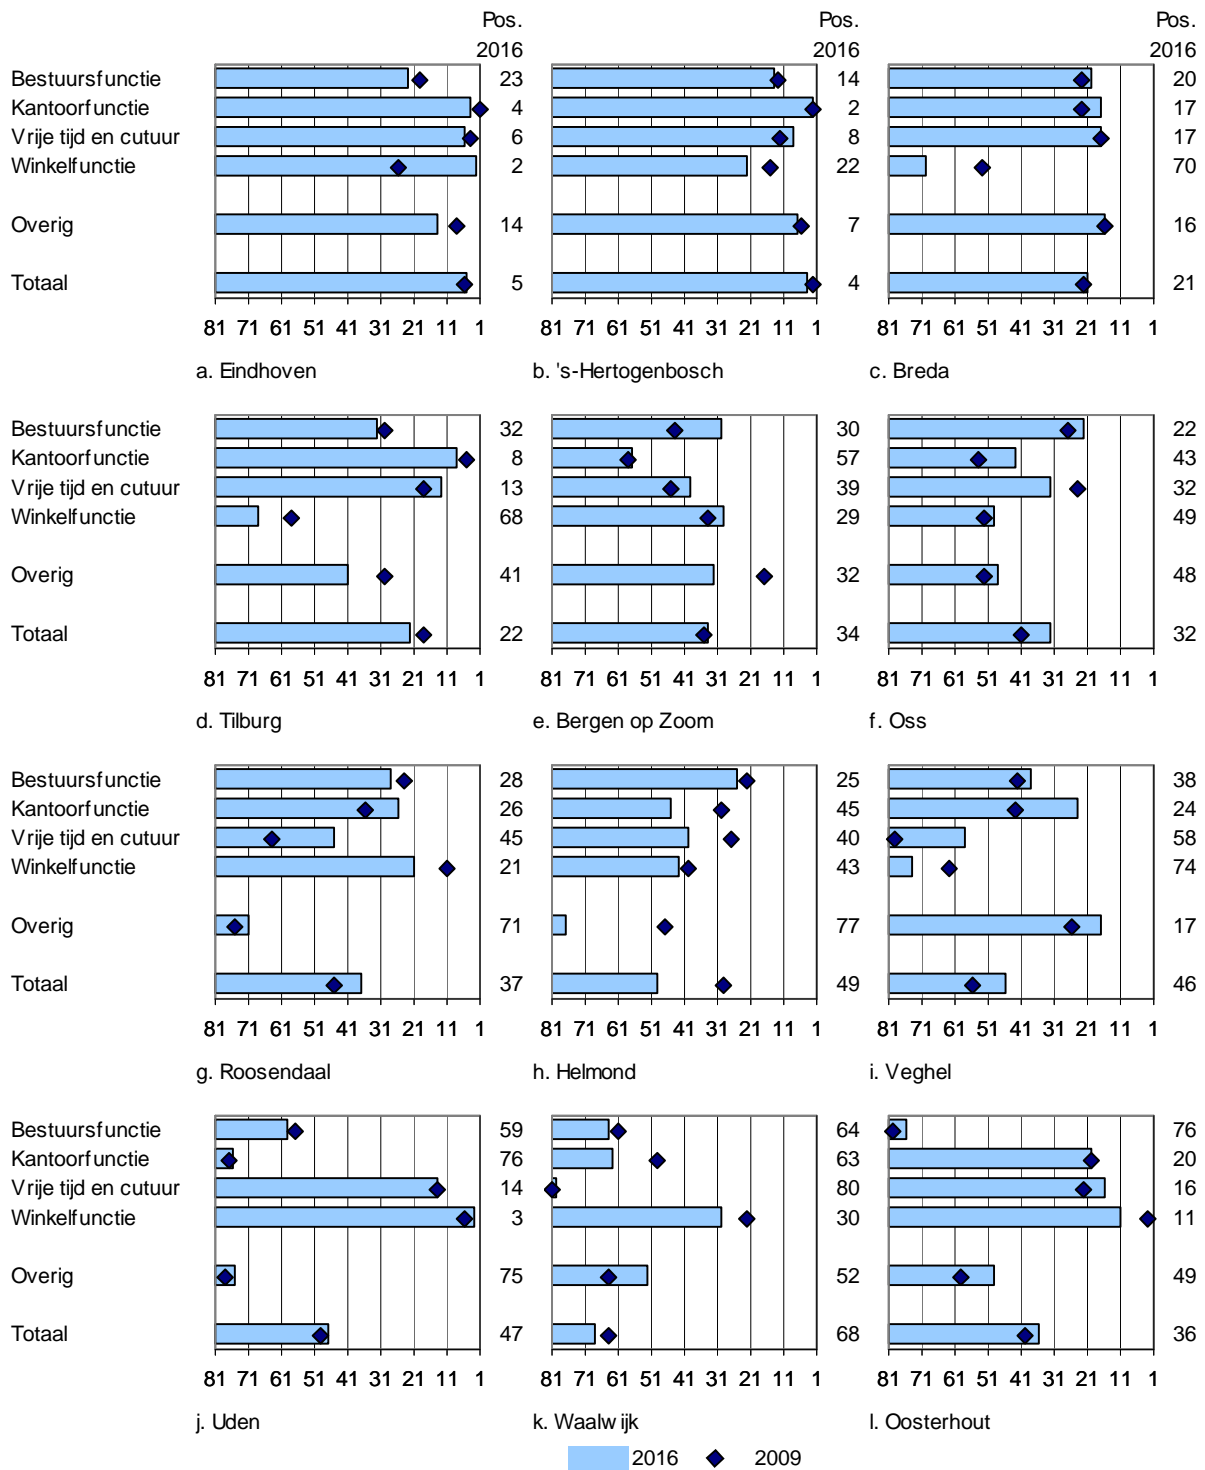 Pos. Pos. Pos.
2016 2016 2016
Bestuursfunctie 23 14 20
Kantoorfunctie 4 2 17
Vrije tijd en cutuur 6 8 17
Winkelfunctie 2 22 70
Overig 14 7 16
Totaal 5 4 21
81 71 61 51 41 31 21 11 1 81 71 61 51 41 31 21 11 1 81 71 61 51 41 31 21 11 1
a. Eindhoven b. 's-Hertogenbosch c. Breda
Bestuursfunctie 32 30 22
Kantoorfunctie 8 57 43
Vrije tijd en cutuur 13 39 32
Winkelfunctie 68 29 49
Overig 41 32 48
Totaal 22 34 32
81 71 61 51 41 31 21 11 1 81 71 61 51 41 31 21 11 1 81 71 61 51 41 31 21 11 1
d. Tilburg e. Bergen op Zoom f. Oss
Bestuursfunctie 28 25 38
Kantoorfunctie 26 45 24
Vrije tijd en cutuur 45 40 58
Winkelfunctie 21 43 74
Overig 71 77 17
Totaal 37 49 46
81 71 61 51 41 31 21 11 1 81 71 61 51 41 31 21 11 1 81 71 61 51 41 31 21 11 1
g. Roosendaal h. Helmond i. Veghel
Bestuursfunctie 59 64 76
Kantoorfunctie 76 63 20
Vrije tijd en cutuur 14 80 16
Winkelfunctie 3 30 11
Overig 75 52 49
Totaal 47 68 36
81 71 61 51 41 31 21 11 1 81 71 61 51 41 31 21 11 1 81 71 61 51 41 31 21 11 1
j. Uden k. Waalwijk l. Oosterhout
2016 2009